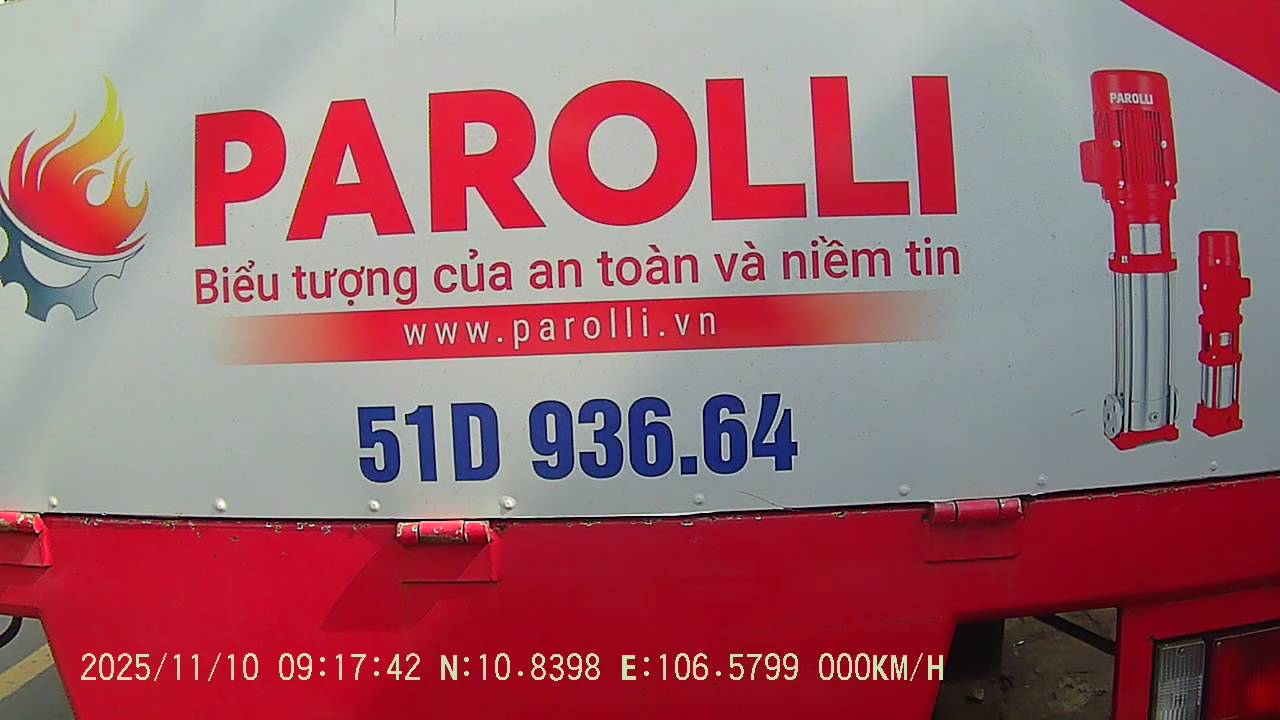 PAROLLI
Biểu tượng của an toàn và niềm tin
www.parolli.vn
51D 936.64
PAROLLI
2025/11/10 09:17:42 N:10.8398 E:106.5799 000KM/H